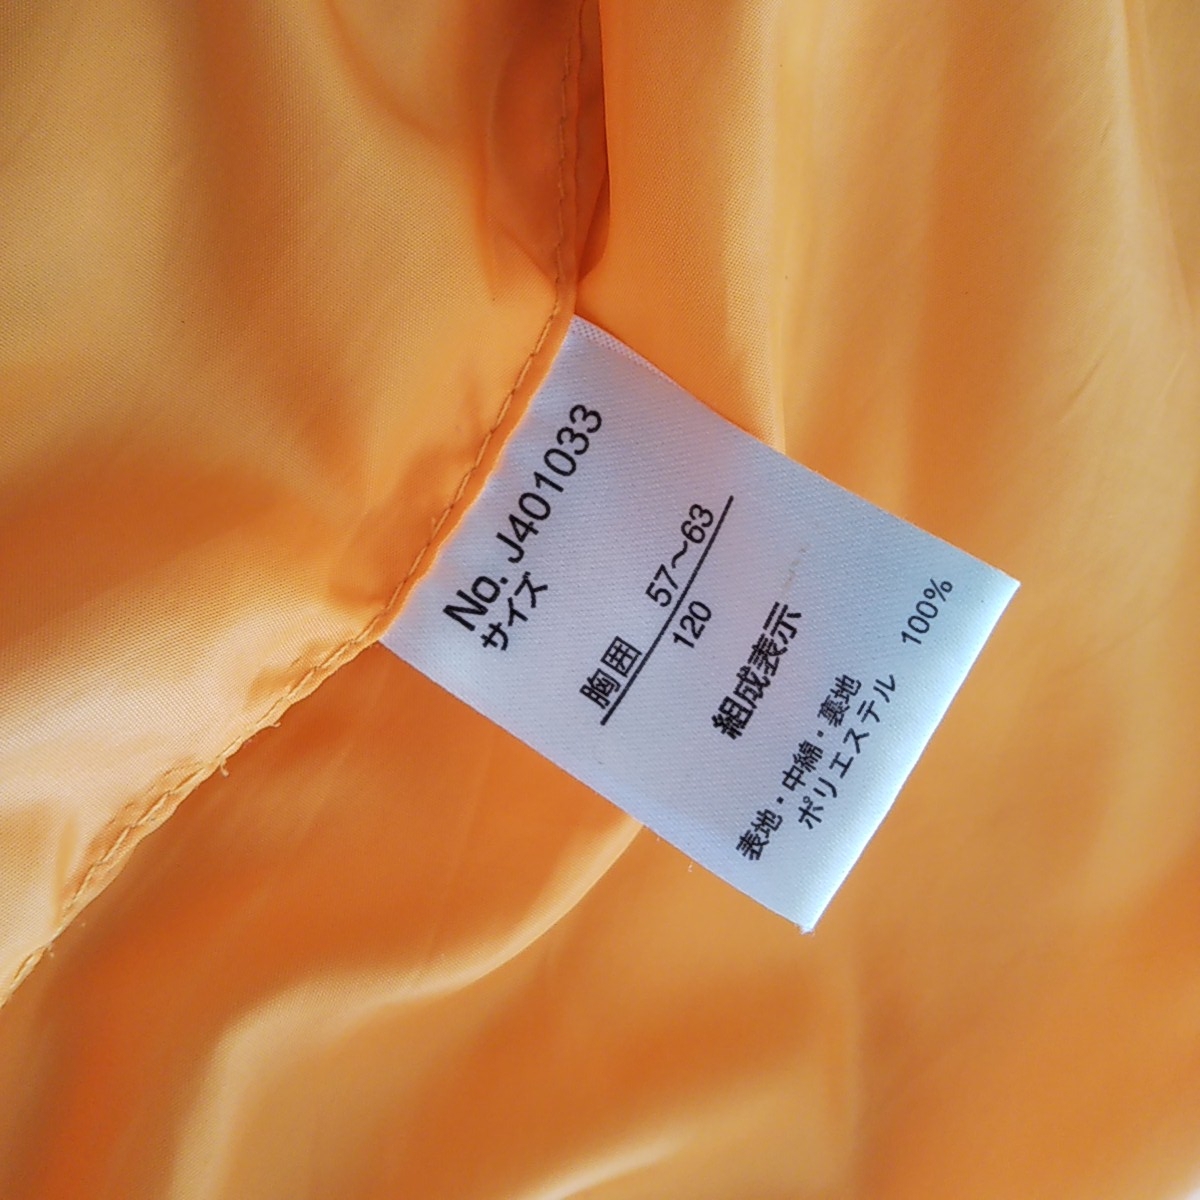 No. J401033
サイズ
胸囲 57～63
120
組成表示
表地・中綿・裏地
ポリエステル 100%